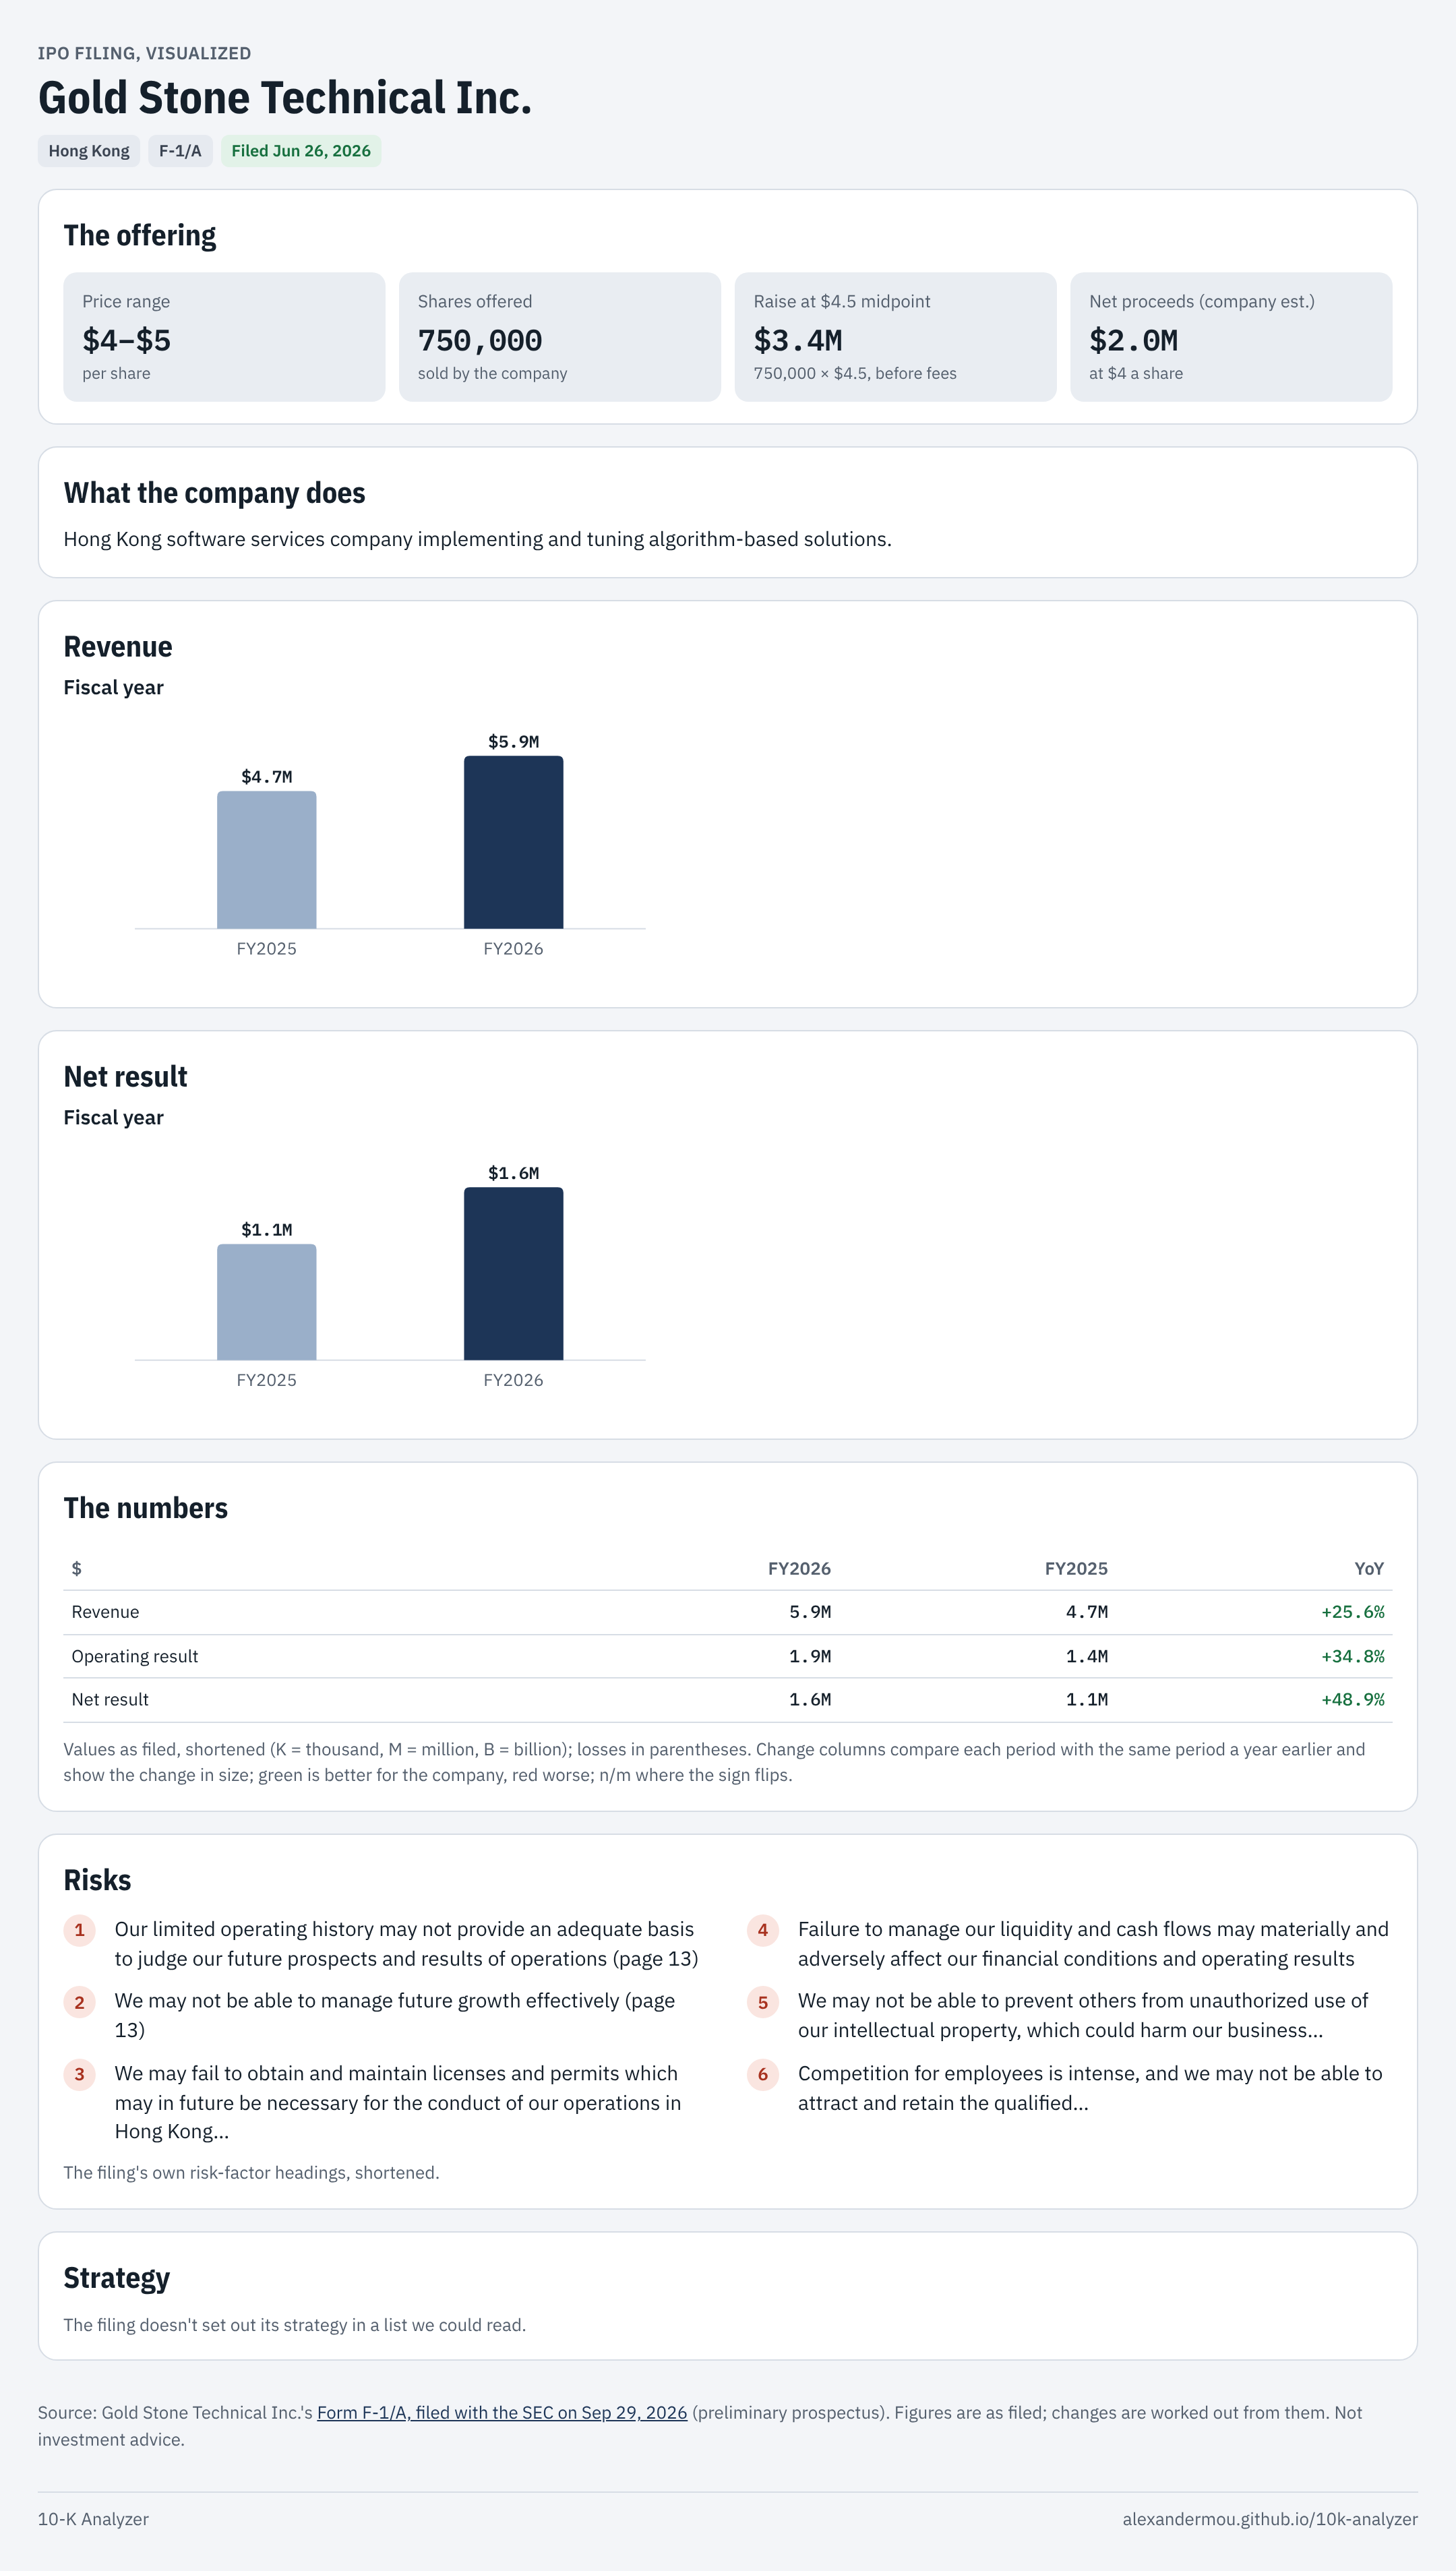 IPO FILING, VISUALIZED
Gold Stone Technical Inc.
Hong Kong F-1/A Filed Jun 26, 2026
The offering
Price range
$4–$5
per share
Shares offered
750,000
sold by the company
Raise at $4.5 midpoint
$3.4M
750,000 × $4.5, before fees
Net proceeds (company est.)
$2.0M
at $4 a share
What the company does
Hong Kong software services company implementing and tuning algorithm-based solutions.
Revenue
Fiscal year
$4.7M
$5.9M
FY2025 FY2026
Net result
Fiscal year
$1.1M
$1.6M
FY2025 FY2026
The numbers
$ FY2026 FY2025 YoY
Revenue 5.9M 4.7M +25.6%
Operating result 1.9M 1.4M +34.8%
Net result 1.6M 1.1M +48.9%
Values as filed, shortened (K = thousand, M = million, B = billion); losses in parentheses. Change columns compare each period with the same period a year earlier and
show the change in size; green is better for the company, red worse; n/m where the sign flips.
Risks
1 Our limited operating history may not provide an adequate basis
to judge our future prospects and results of operations (page 13)
2 We may not be able to manage future growth effectively (page
13)
3 We may fail to obtain and maintain licenses and permits which
may in future be necessary for the conduct of our operations in
Hong Kong...
4 Failure to manage our liquidity and cash flows may materially and
adversely affect our financial conditions and operating results
5 We may not be able to prevent others from unauthorized use of
our intellectual property, which could harm our business...
6 Competition for employees is intense, and we may not be able to
attract and retain the qualified...
The filing's own risk-factor headings, shortened.
Strategy
The filing doesn't set out its strategy in a list we could read.
Source: Gold Stone Technical Inc.'s Form F-1/A, filed with the SEC on Sep 29, 2026 (preliminary prospectus). Figures are as filed; changes are worked out from them. Not
investment advice.
10-K Analyzer
alexandermou.github.io/10k-analyzer